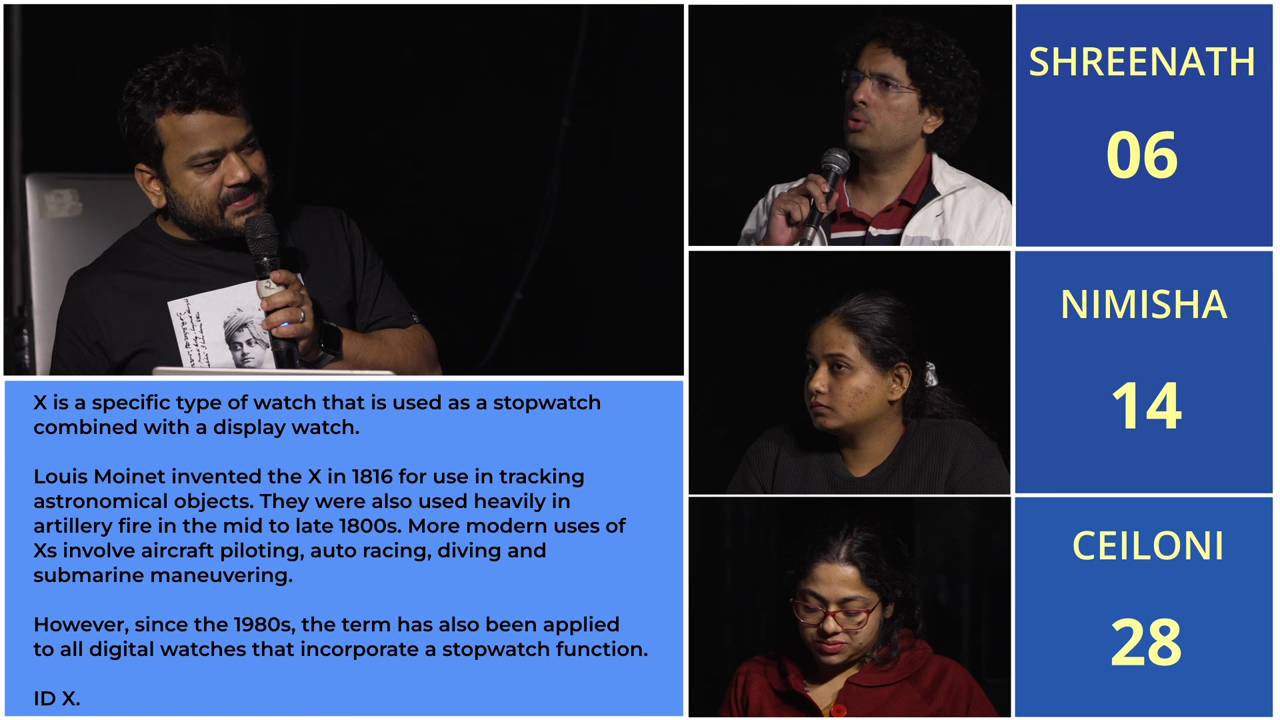 X is a specific type of watch that is used as a stopwatch
combined with a display watch.
Louis Moinet invented the X in 1816 for use in tracking
astronomical objects. They were also used heavily in
artillery fire in the mid to late 1800s. More modern uses of
Xs involve aircraft piloting, auto racing, diving and
submarine maneuvering.
However, since the 1980s, the term has also been applied
to all digital watches that incorporate a stopwatch function.
ID X.
SHREENATH
06
NIMISHA
14
CEILONI
28